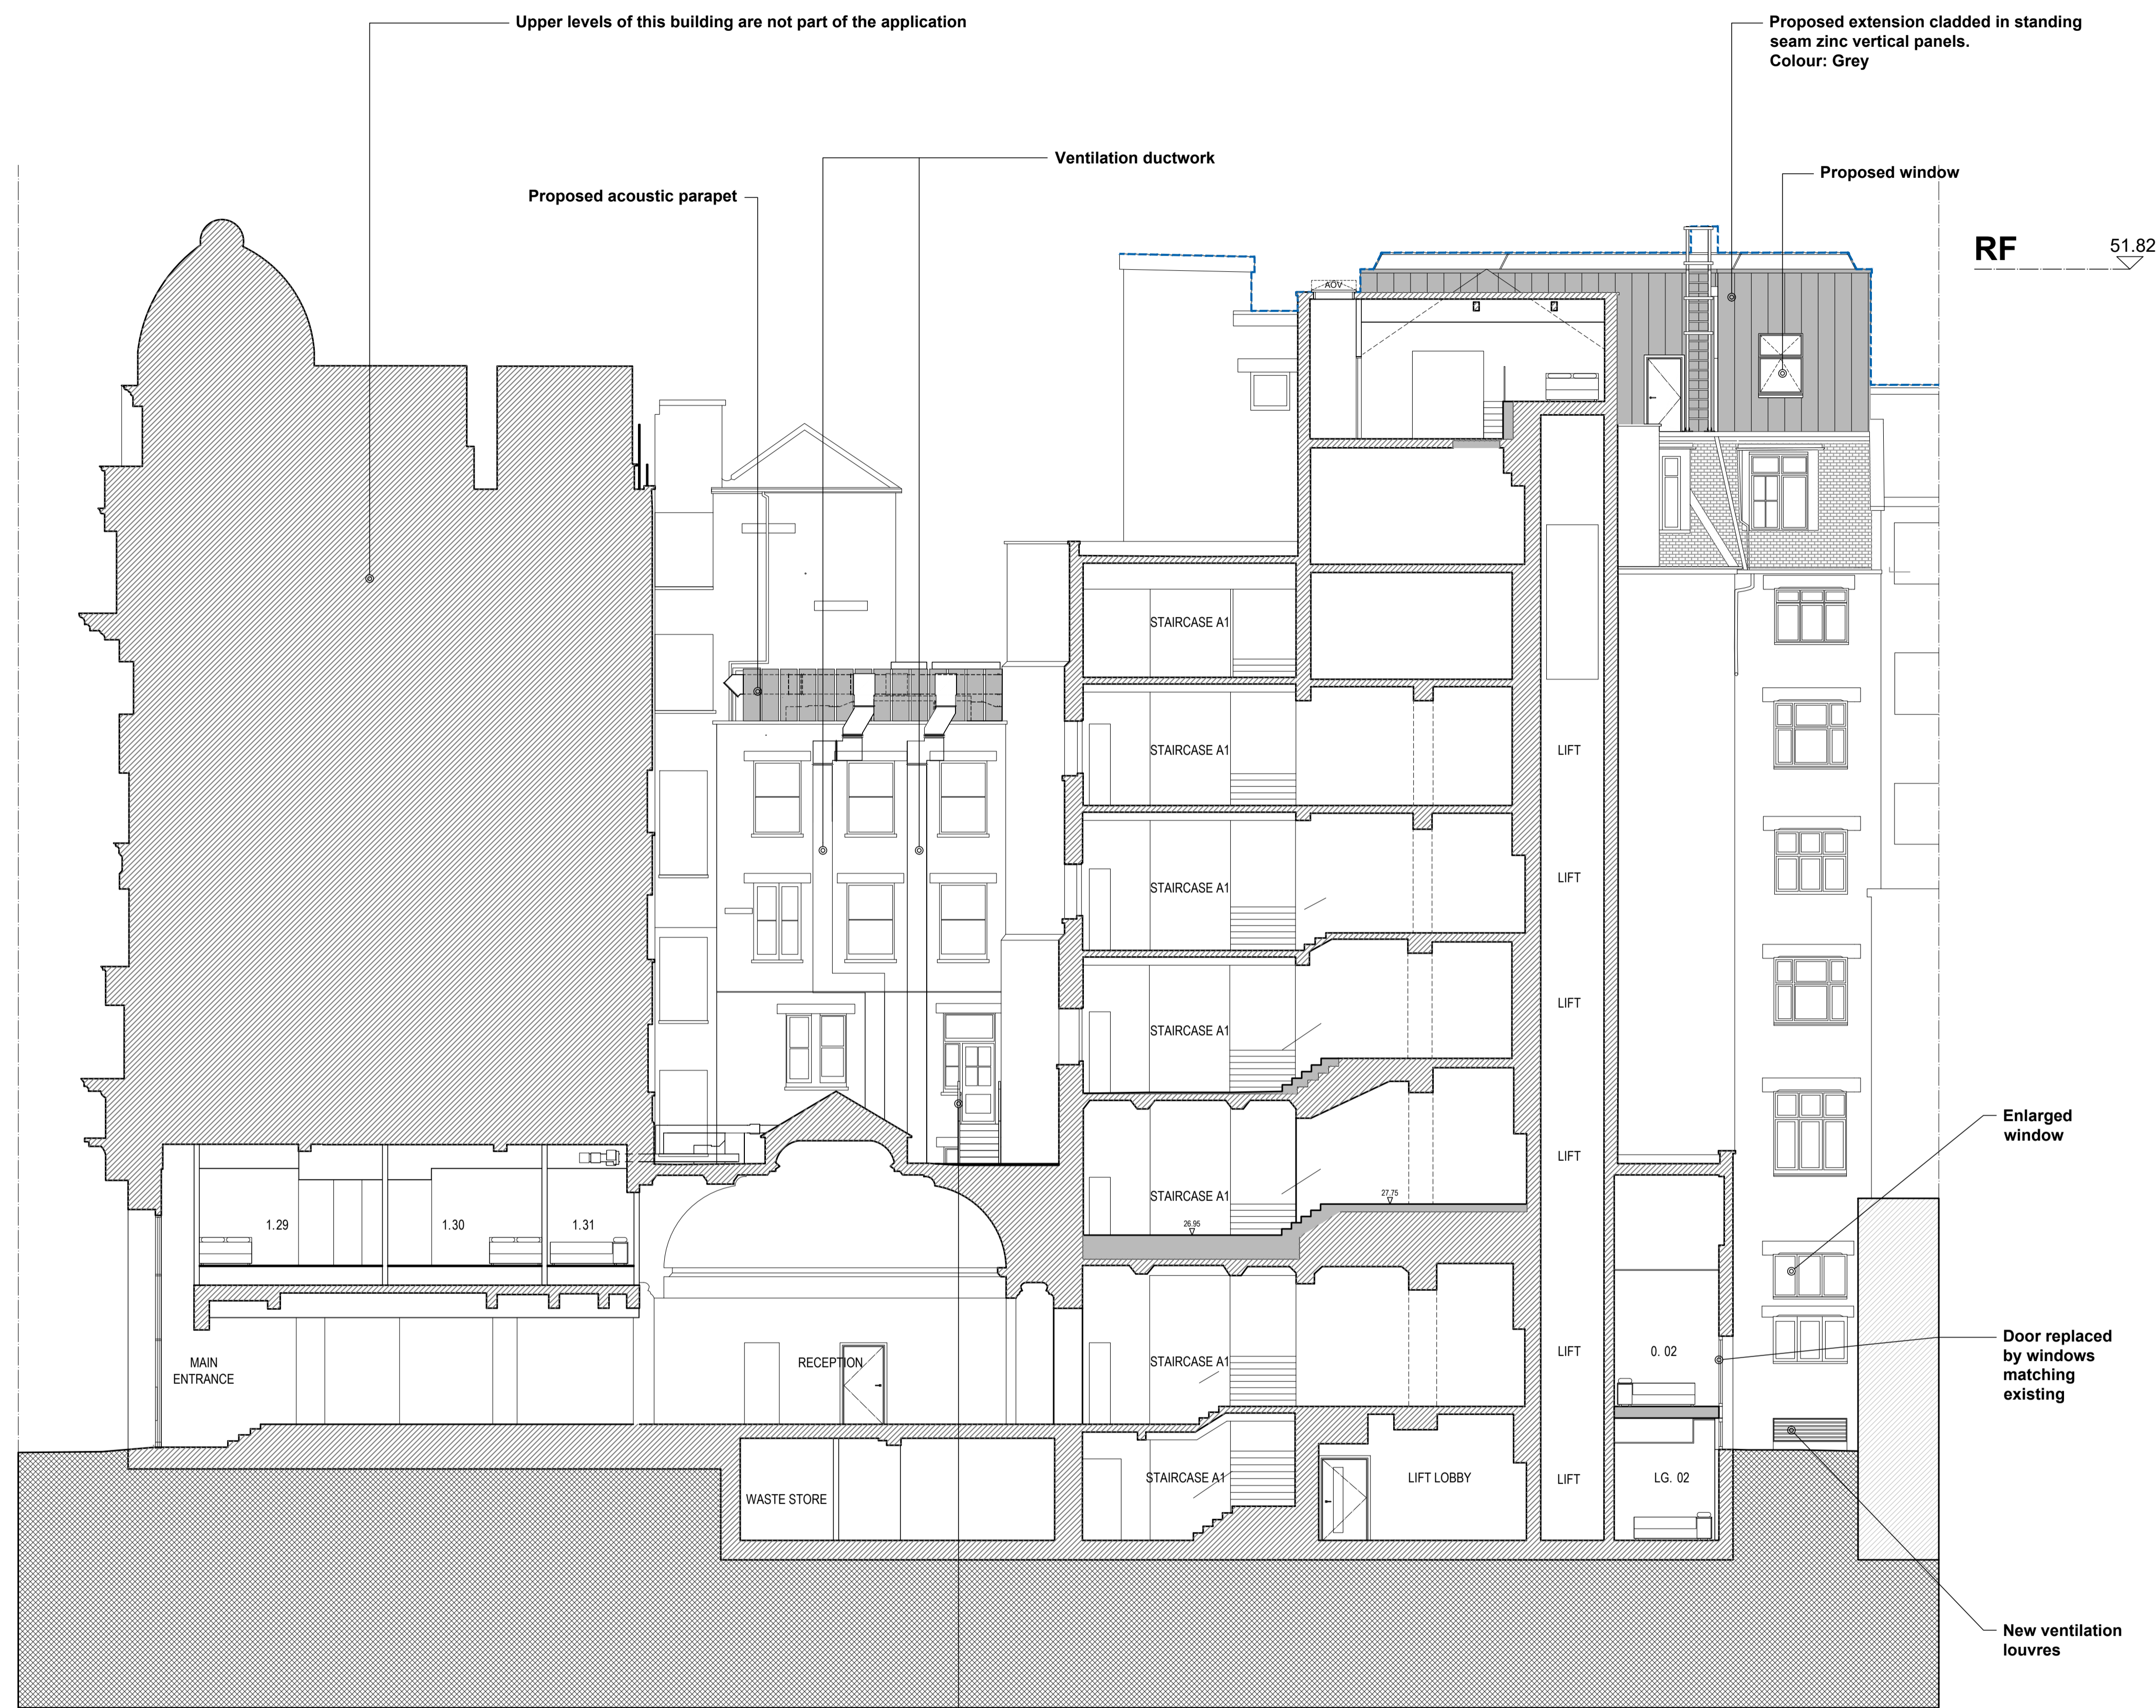 Upper levels of this building are not part of the application
Proposed extension cladded in standing
seam zinc vertical panels.
Colour: Grey
Ventilation ductwork
Proposed acoustic parapet
Proposed window
RF
51.82
AOV
STAIRCASE A1
STAIRCASE A1
LIFT
STAIRCASE A1
LIFT
STAIRCASE A1
LIFT
Enlarged
window
STAIRCASE A1
LIFT
27.75
26.95
1.29
1.30
1.31
MAIN
ENTRANCE
RECEPTION
STAIRCASE A1
LIFT
0. 02
Door replaced
by windows
matching
existing
WASTE STORE
STAIRCASE A1
LIFT LOBBY
LIFT
LG. 02
New ventilation
louvres